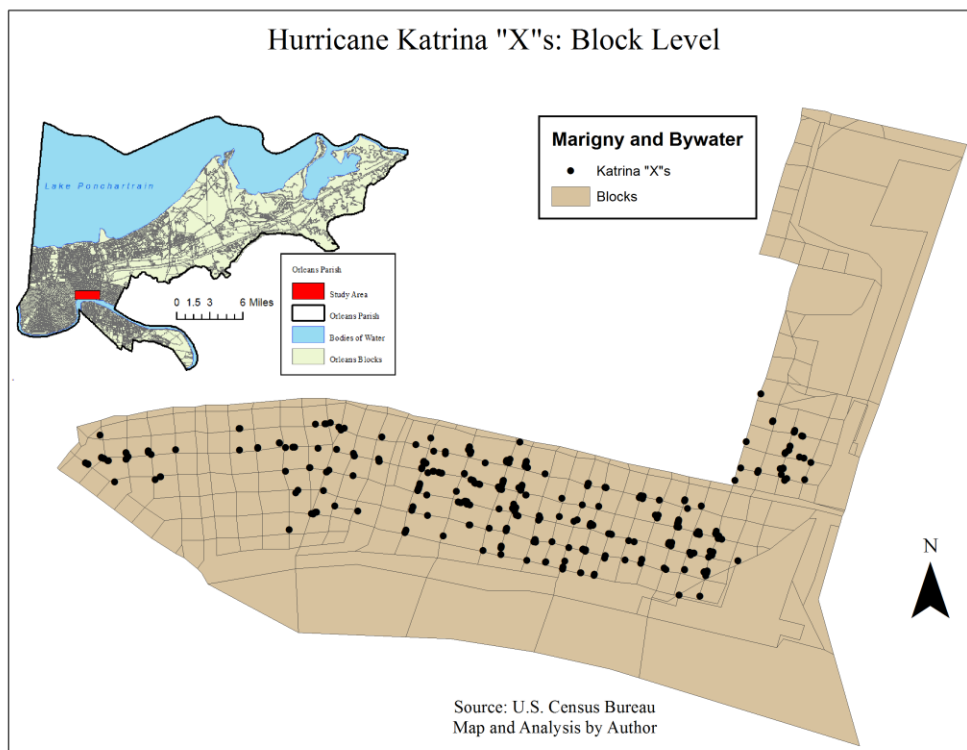 Hurricane Katrina "X"s: Block Level
Lake Ponchartrain
Orleans Parish
Study Area
Orleans Parish
Bodies of Water
Orleans Blocks
0 1.5 3 6 Miles
Marigny and Bywater
Katrina "X"s
Blocks
N
Source: U.S. Census Bureau
Map and Analysis by Author